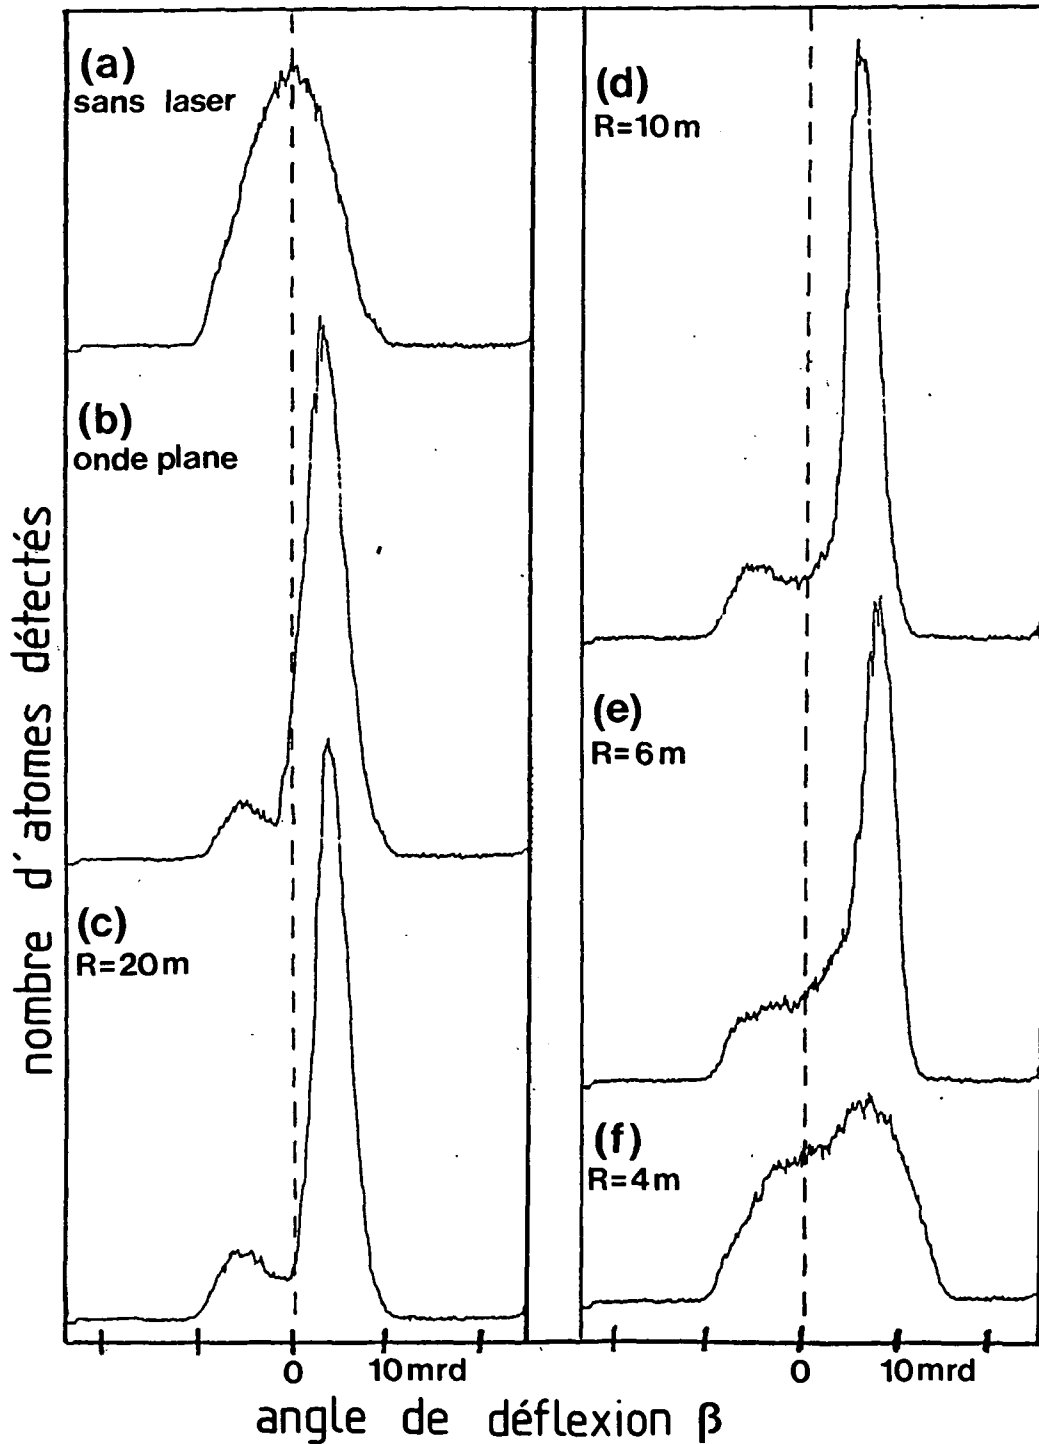 (a)
sans laser
(b)
onde plane
(c)
R=20m
(d)
R=10m
(e)
R=6m
(f)
R=4m
nombre d'atomes détectés
0 10mrd
0 10mrd
angle de déflexion β